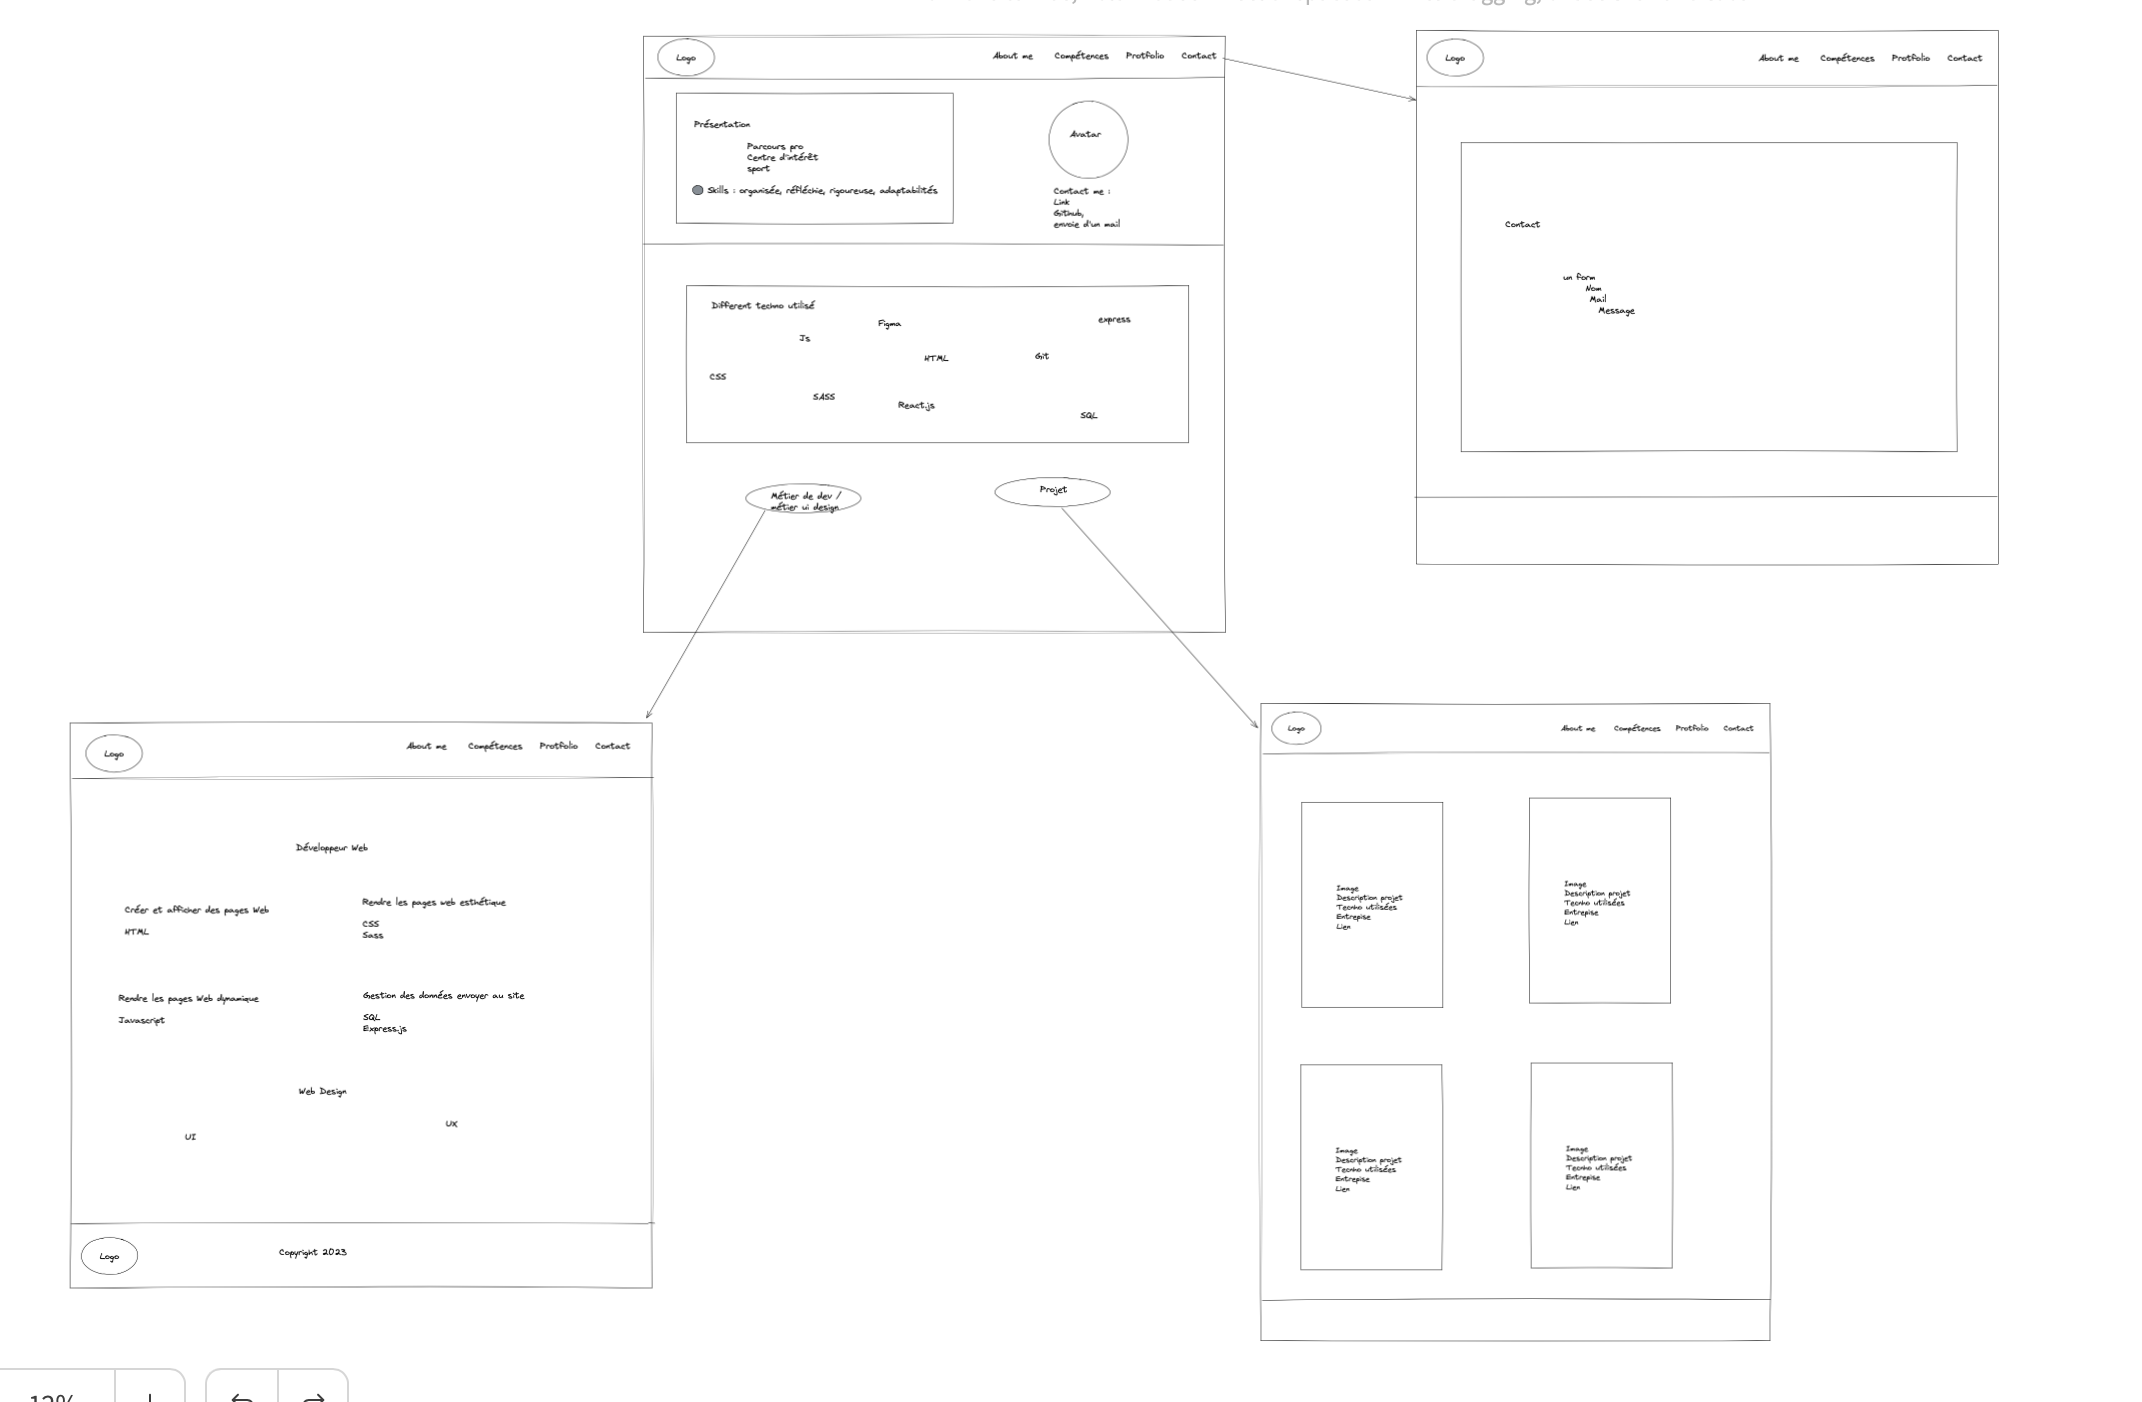 Logo
About me Compétences Protfolio Contact
Présentation
Parcours pro
Centre d'intérêt
sport
Skills : organisée, réfléchie, rigoureuse, adaptabilités
Avatar
Contact me :
Link
Github,
envoie d'un mail
Different techno utilisé
Figma
express
Js
HTML
Git
CSS
SASS
React.js
SQL
Métier de dev /
métier ui design
Projet
Logo
About me Compétences Protfolio Contact
Contact
un form
Nom
Mail
Message
Logo
About me Compétences Protfolio Contact
Développeur Web
Créer et afficher des pages Web
HTML
Rendre les pages web esthétique
CSS
Sass
Rendre les pages Web dynamique
Javascript
Gestion des données envoyer au site
SQL
Express.js
Web Design
UI
UX
Logo
Copyright 2023
Logo
About me Compétences Protfolio Contact
Image
Description projet
Tecnho utilisées
Entrepise
Lien
Image
Description projet
Tecnho utilisées
Entrepise
Lien
Image
Description projet
Tecnho utilisées
Entrepise
Lien
Image
Description projet
Tecnho utilisées
Entrepise
Lien